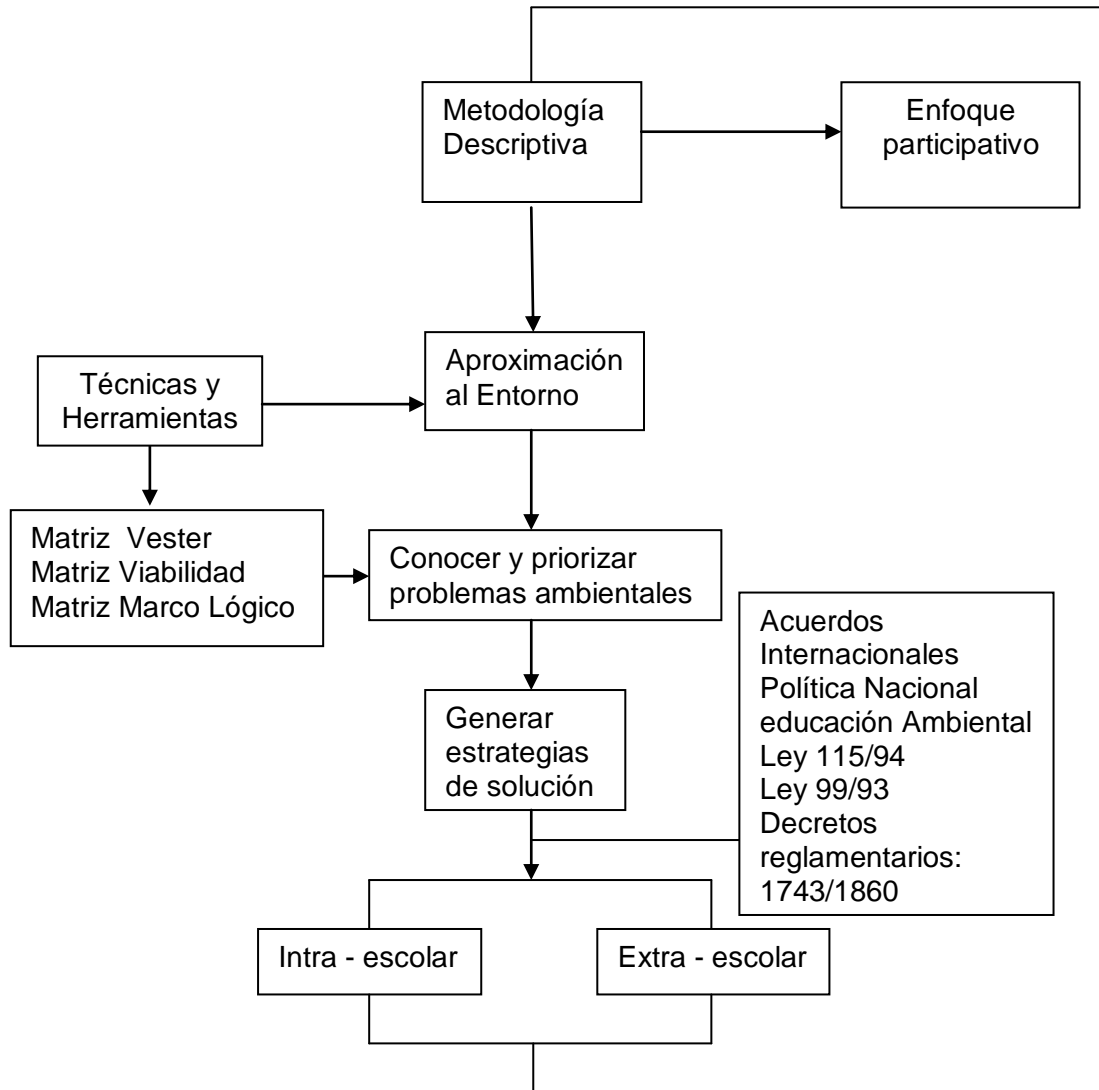 Metodología
Descriptiva
Enfoque
participativo
Aproximación
al Entorno
Técnicas y
Herramientas
Matriz  Vester
Matriz Viabilidad
Matriz Marco Lógico
Conocer y priorizar
problemas ambientales
Acuerdos
Internacionales
Política Nacional
educación Ambiental
Ley 115/94
Ley 99/93
Decretos
reglamentarios:
1743/1860
Generar
estrategias
de solución
Intra - escolar
Extra - escolar